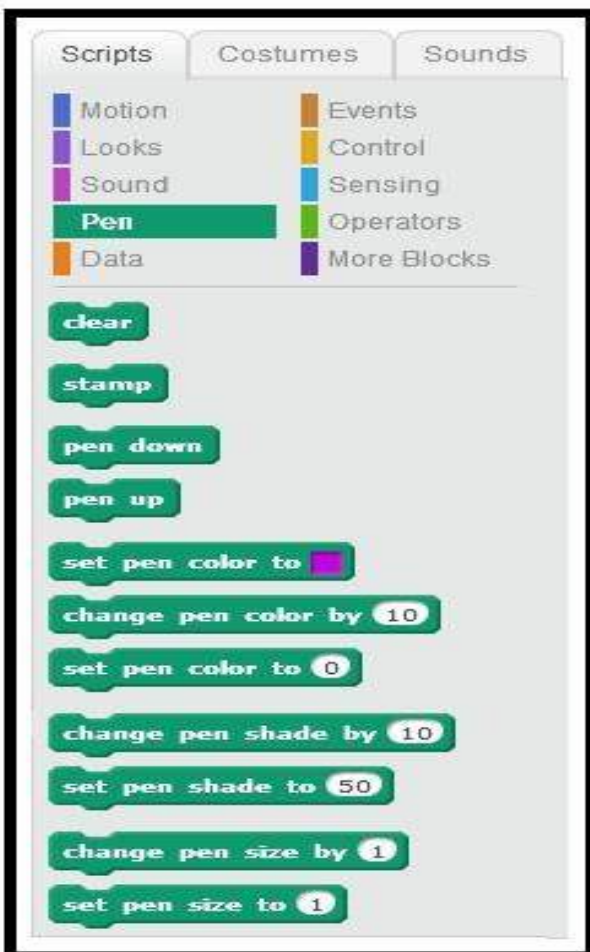 Scripts Costumes Sounds
Motion Events
Looks Control
Sound Sensing
Pen Operators
Data More Blocks
clear
stamp
pen down
pen up
set pen color to
change pen color by 10
set pen color to 0
change pen shade by 10
set pen shade to 50
change pen size by 1
set pen size to 1